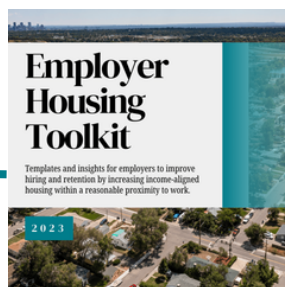 Employer
Housing
Toolkit
Templates and insights for employers to improve
hiring and retention by increasing income-aligned
housing within a reasonable proximity to work.
2023